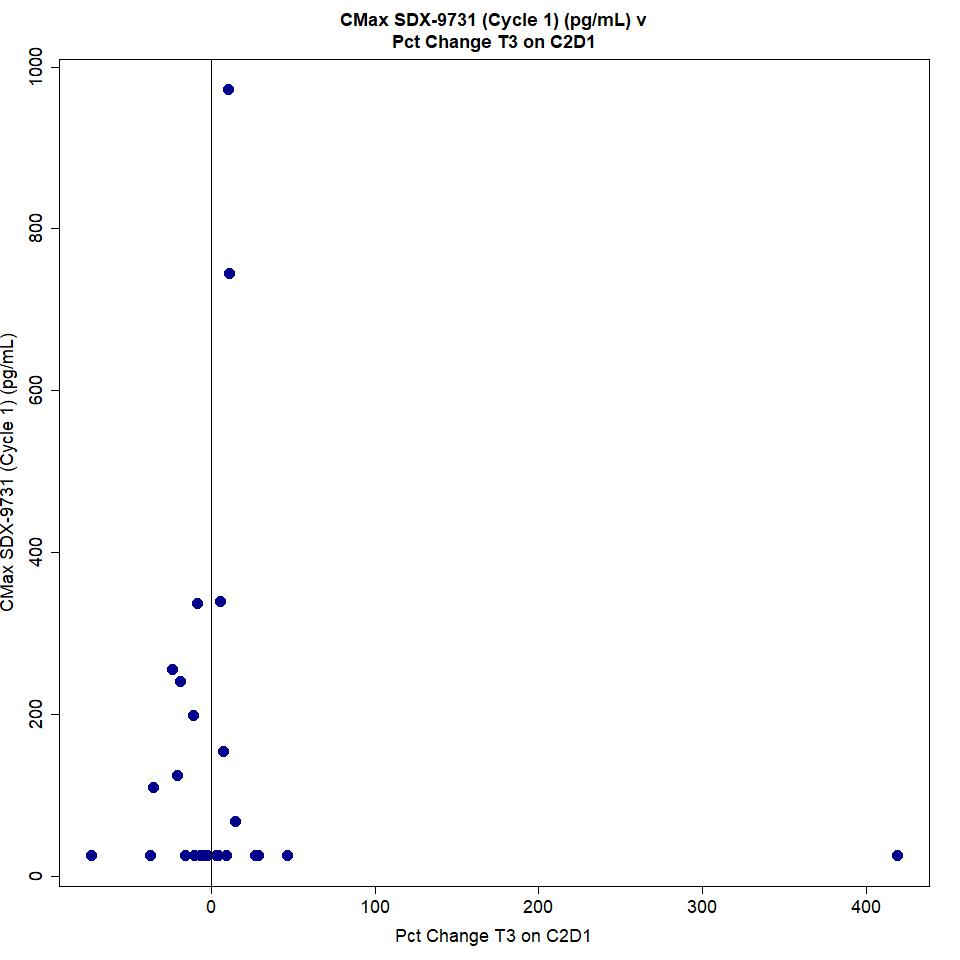 CMax SDX-9731 (Cycle 1) (pg/mL) v
Pct Change T3 on C2D1
CMax SDX-9731 (Cycle 1) (pg/mL)
1000
800
600
400
200
0
0 100 200 300 400
Pct Change T3 on C2D1